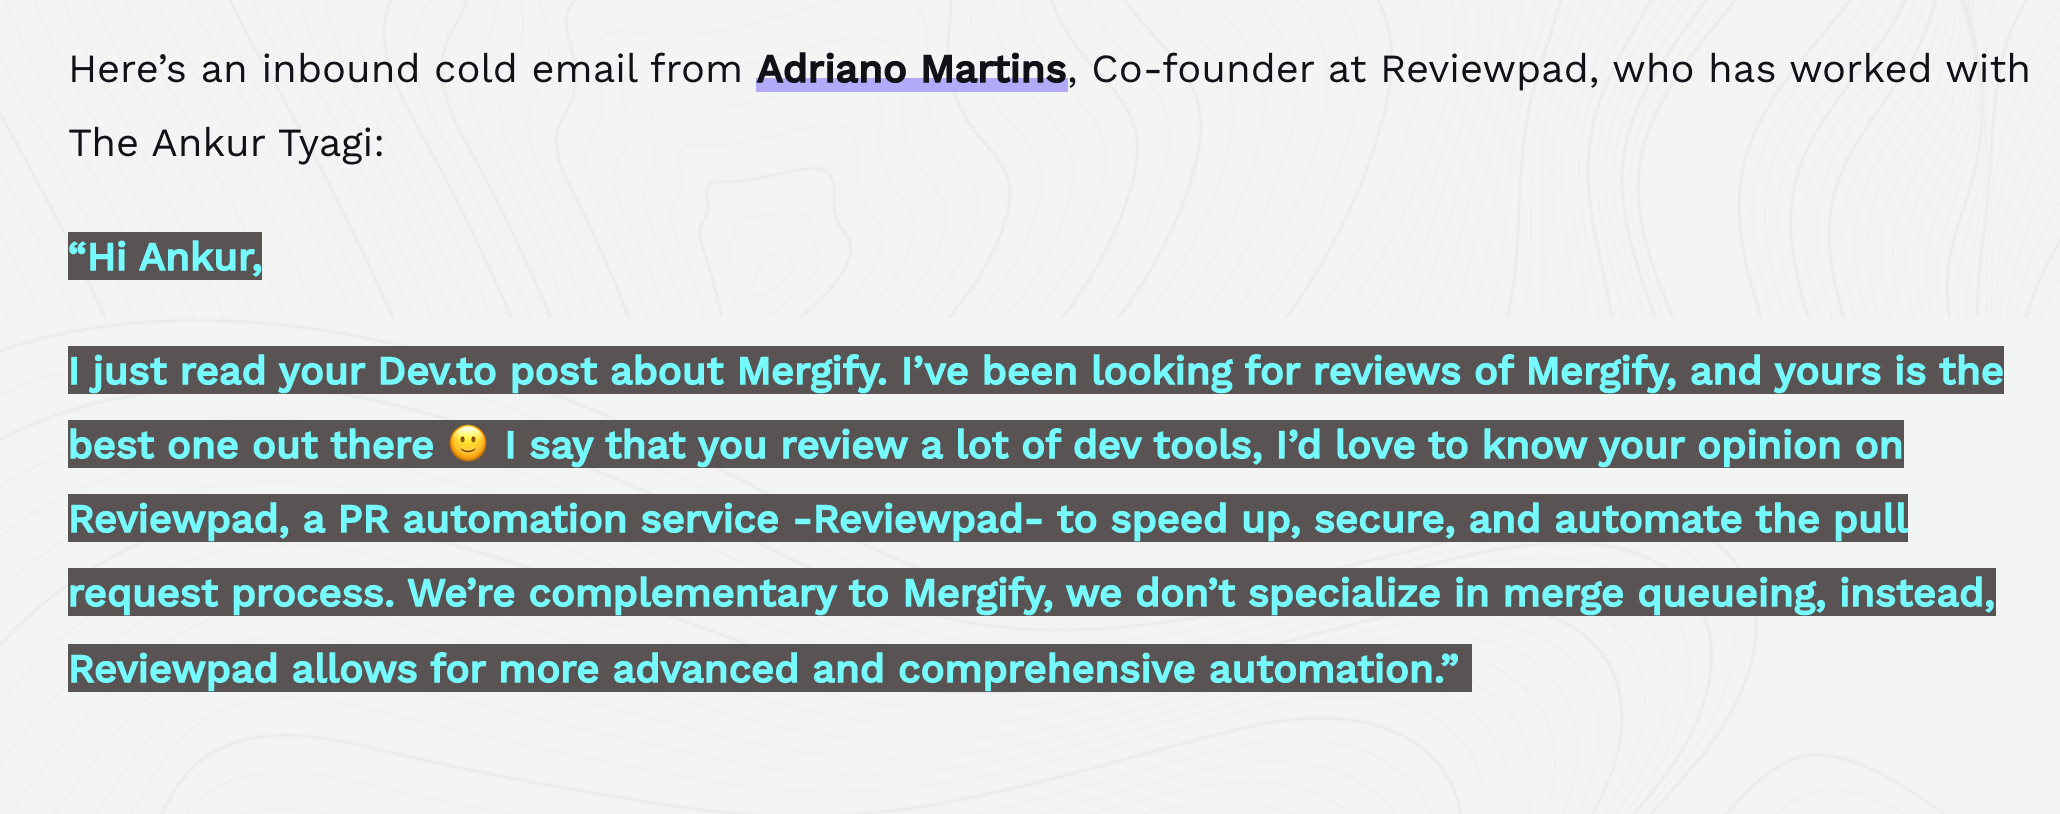 Here’s an inbound cold email from Adriano Martins, Co-founder at Reviewpad, who has worked with
The Ankur Tyagi:
“Hi Ankur,
I just read your Dev.to post about Mergify. I’ve been looking for reviews of Mergify, and yours is the
best one out there 🙂 I say that you review a lot of dev tools, I’d love to know your opinion on
Reviewpad, a PR automation service -Reviewpad- to speed up, secure, and automate the pull
request process. We’re complementary to Mergify, we don’t specialize in merge queueing, instead,
Reviewpad allows for more advanced and comprehensive automation.”